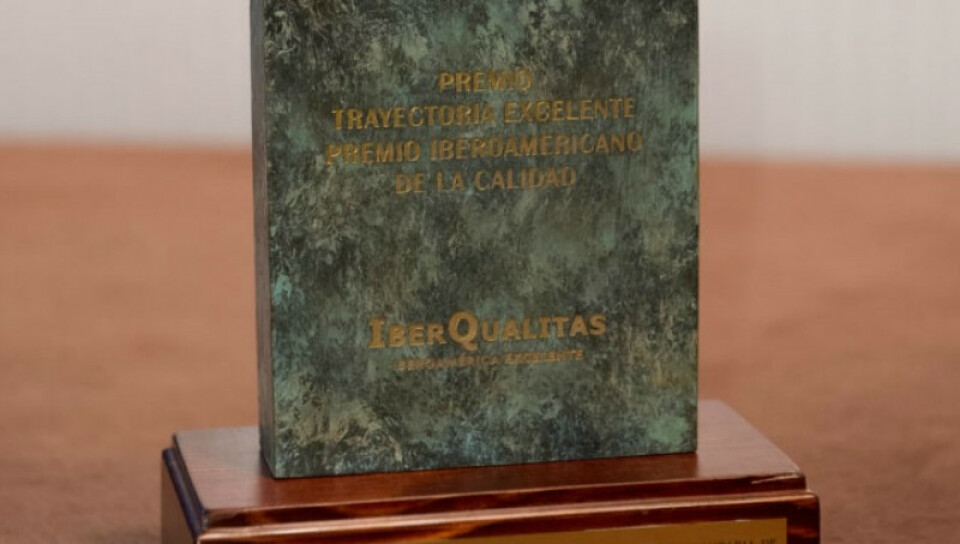 PREMIO
TRAYECTORIA EXCELENTE
PREMIO IBEROAMERICANO
DE LA CALIDAD
IBERQUALITAS
IBEROAMÉRICA EXCELENTE